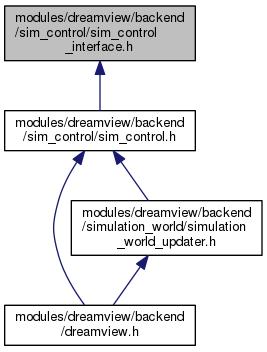 modules/dreamview/backend
/sim_control/sim_control
_interface.h
modules/dreamview/backend
/sim_control/sim_control.h
modules/dreamview/backend
/simulation_world/simulation
_world_updater.h
modules/dreamview/backend
/dreamview.h